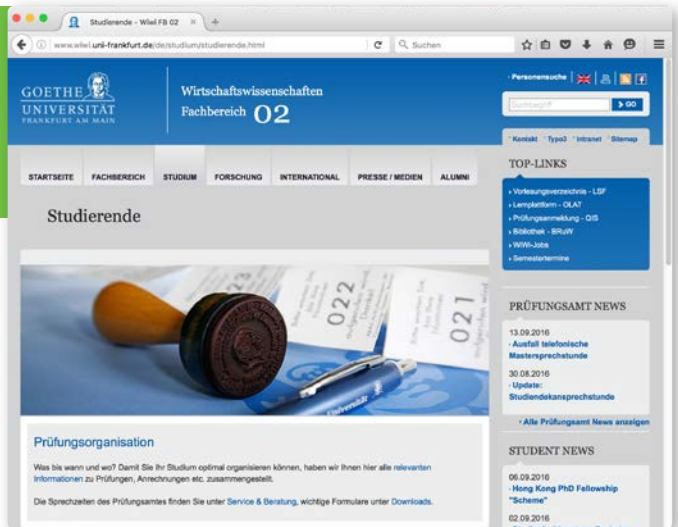 Studierende - Wiwi FB 02
www.wiwi.uni-frankfurt.de/de/studium/studierende.html
Suchen
GOETHE
UNIVERSITÄT
FRANKFURT AM MAIN
Wirtschaftswissenschaften
Fachbereich 02
Personensuche
Suchbegriff
GO
Kontakt Typo3 Intranet Sitemap
STARTSEITE FACHBEREICH STUDIUM FORSCHUNG INTERNATIONAL PRESSE / MEDIEN ALUMNI
Studierende
022
021
Universität
Prüfungsorganisation
Was bis wann und wo? Damit Sie Ihr Studium optimal organisieren können, haben wir Ihnen hier alle relevanten
Informationen zu Prüfungen, Anrechnungen etc. zusammengestellt.
Die Sprechzeiten des Prüfungsamtes finden Sie unter Service & Beratung, wichtige Formulare unter Downloads.
TOP-LINKS
Vorlesungsverzeichnis - LSF
Lernplattform - OLAT
Prüfungsanmeldung - QIS
Bibliothek - BRuW
WiWi-Jobs
Semestertermine
PRÜFUNGSAMT NEWS
13.09.2016
Ausfall telefonische
Mastersprechstunde
30.08.2016
Update:
Studiendekansprechstunde
Alle Prüfungsamt News anzeigen
STUDENT NEWS
06.09.2016
Hong Kong PhD Fellowship
"Scheme"
02.09.2016